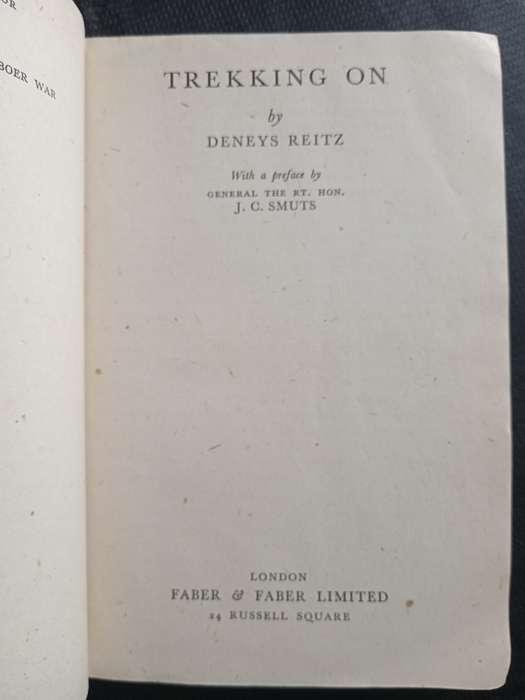 BOER WAR
TREKKING ON
by
DENEYS REITZ
With a preface by
GENERAL THE RT. HON.
J. C. SMUTS
LONDON
FABER & FABER LIMITED
24 RUSSELL SQUARE